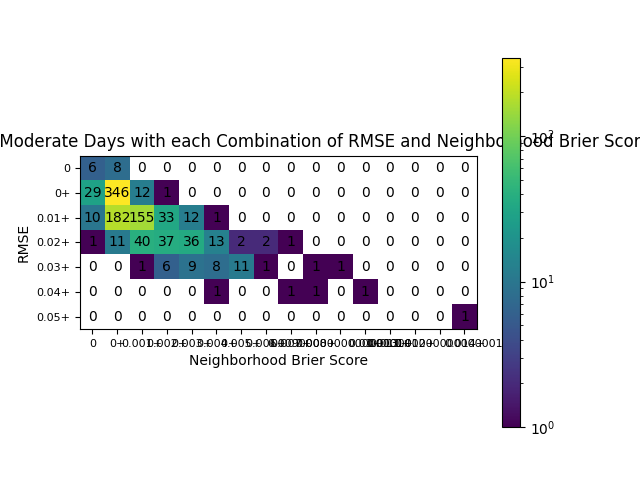 Moderate Days with each Combination of RMSE and Neighborhood Brier Scor
0 6 8 0 0 0 0 0 0 0 0 0 0 0 0 0 0
0+ 29 346 12 1 0 0 0 0 0 0 0 0 0 0 0 0
0.01+ 10 182 155 33 12 1 0 0 0 0 0 0 0 0 0 0
0.02+ 1 11 40 37 36 13 2 2 1 0 0 0 0 0 0 0
0.03+ 0 0 1 6 9 8 11 1 0 1 1 0 0 0 0 0
0.04+ 0 0 0 0 0 1 0 0 1 1 0 1 0 0 0 0
0.05+ 0 0 0 0 0 0 0 0 0 0 0 0 0 0 0 1
RMSE
0 0+ 0.001+
Neighborhood Brier Score
10²
10¹
10⁰